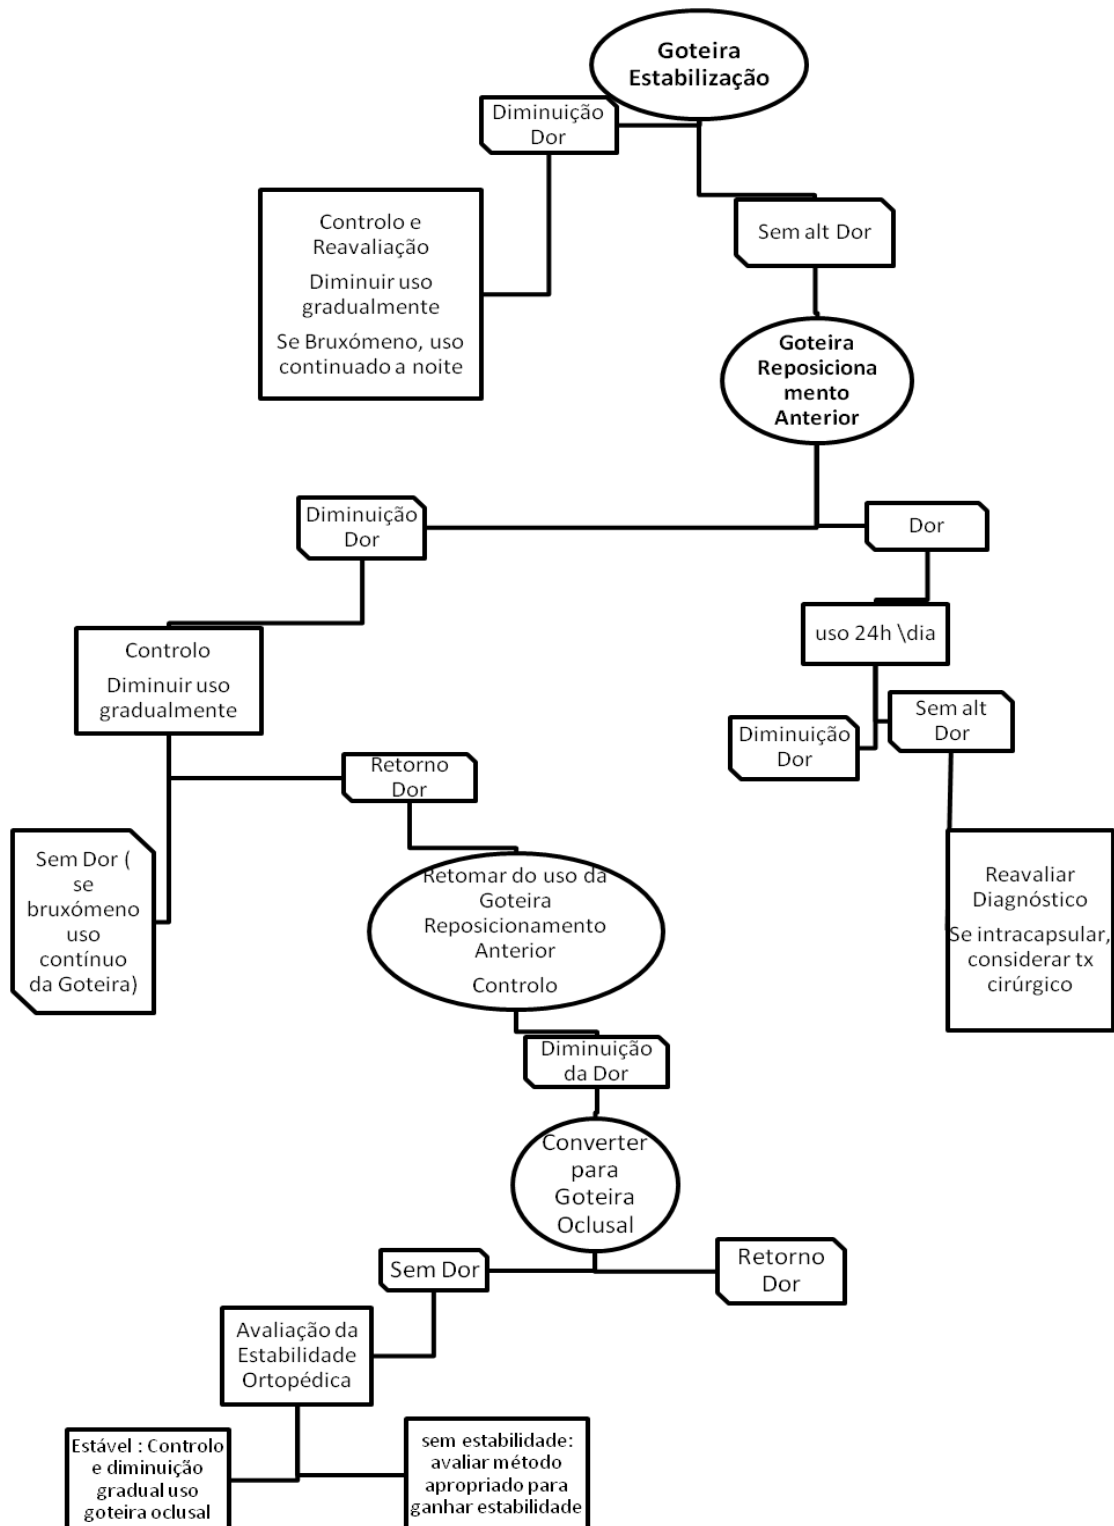 Goteira
Estabilização
Diminuição
Dor
Controlo e
Reavaliação
Diminuir uso
gradualmente
Se Bruxómeno, uso
continuado a noite
Sem alt Dor
Goteira
Reposiciona
mento
Anterior
Diminuição
Dor
Dor
Controlo
Diminuir uso
gradualmente
uso 24h \dia
Diminuição
Dor
Sem alt
Dor
Retorno
Dor
Sem Dor (
se
bruxómeno
uso
contínuo
da Goteira)
Retomar do uso da
Goteira
Reposicionamento
Anterior
Controlo
Reavaliar
Diagnóstico
Se intracapsular,
considerar tx
cirúrgico
Diminuição
da Dor
Converter
para
Goteira
Oclusal
Sem Dor
Retorno
Dor
Avaliação da
Estabilidade
Ortopédica
Estável : Controlo
e diminuição
gradual uso
goteira oclusal
sem estabilidade:
avaliar método
apropriado para
ganhar estabilidade